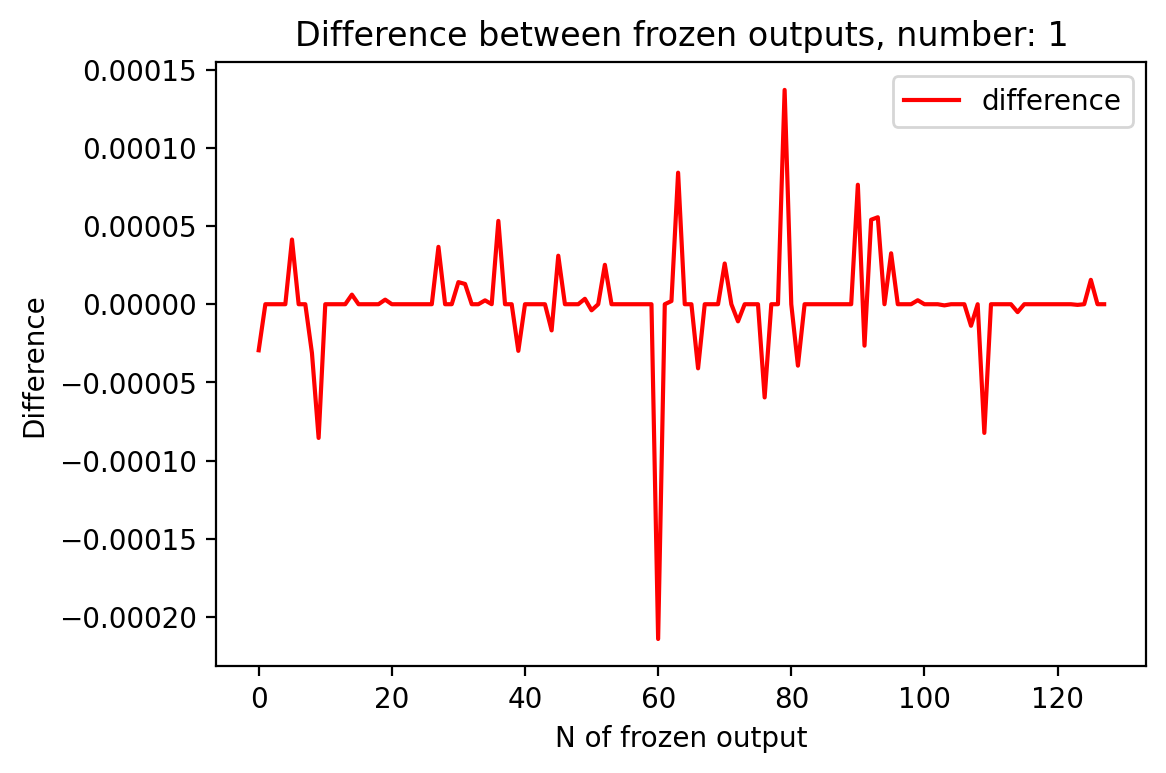 Difference between frozen outputs, number: 1
difference
0.00015
0.00010
0.00005
0.00000
−0.00005
−0.00010
−0.00015
−0.00020
Difference
0 20 40 60 80 100 120
N of frozen output